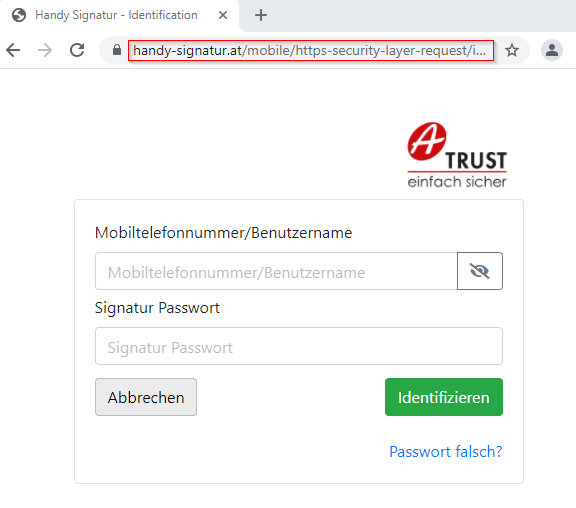 Handy Signatur - Identification
handy-signatur.at/mobile/https-security-layer-request/i...
A
TRUST
einfach sicher
Mobiltelefonnummer/Benutzername
Mobiltelefonnummer/Benutzername
Signatur Passwort
Signatur Passwort
Abbrechen Identifizieren
Passwort falsch?